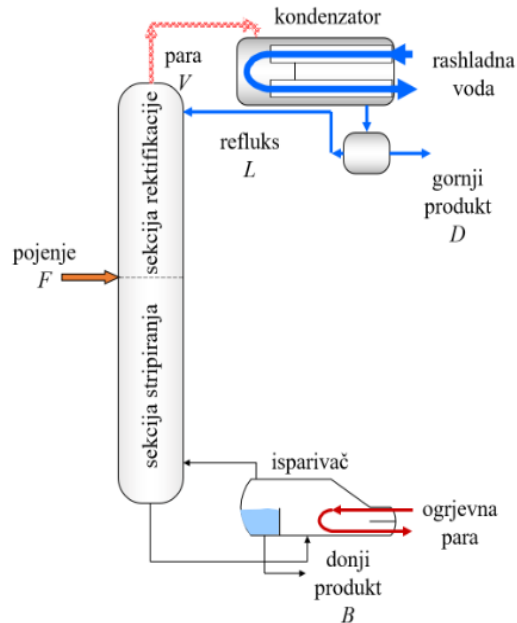 kondenzator
para
V
rashladna
voda
refluks
L
gornji
produkt
D
sekcija rektifikacije
pojenje
F
sekcija stripiranja
isparivač
ogrjevna
para
donji
produkt
B